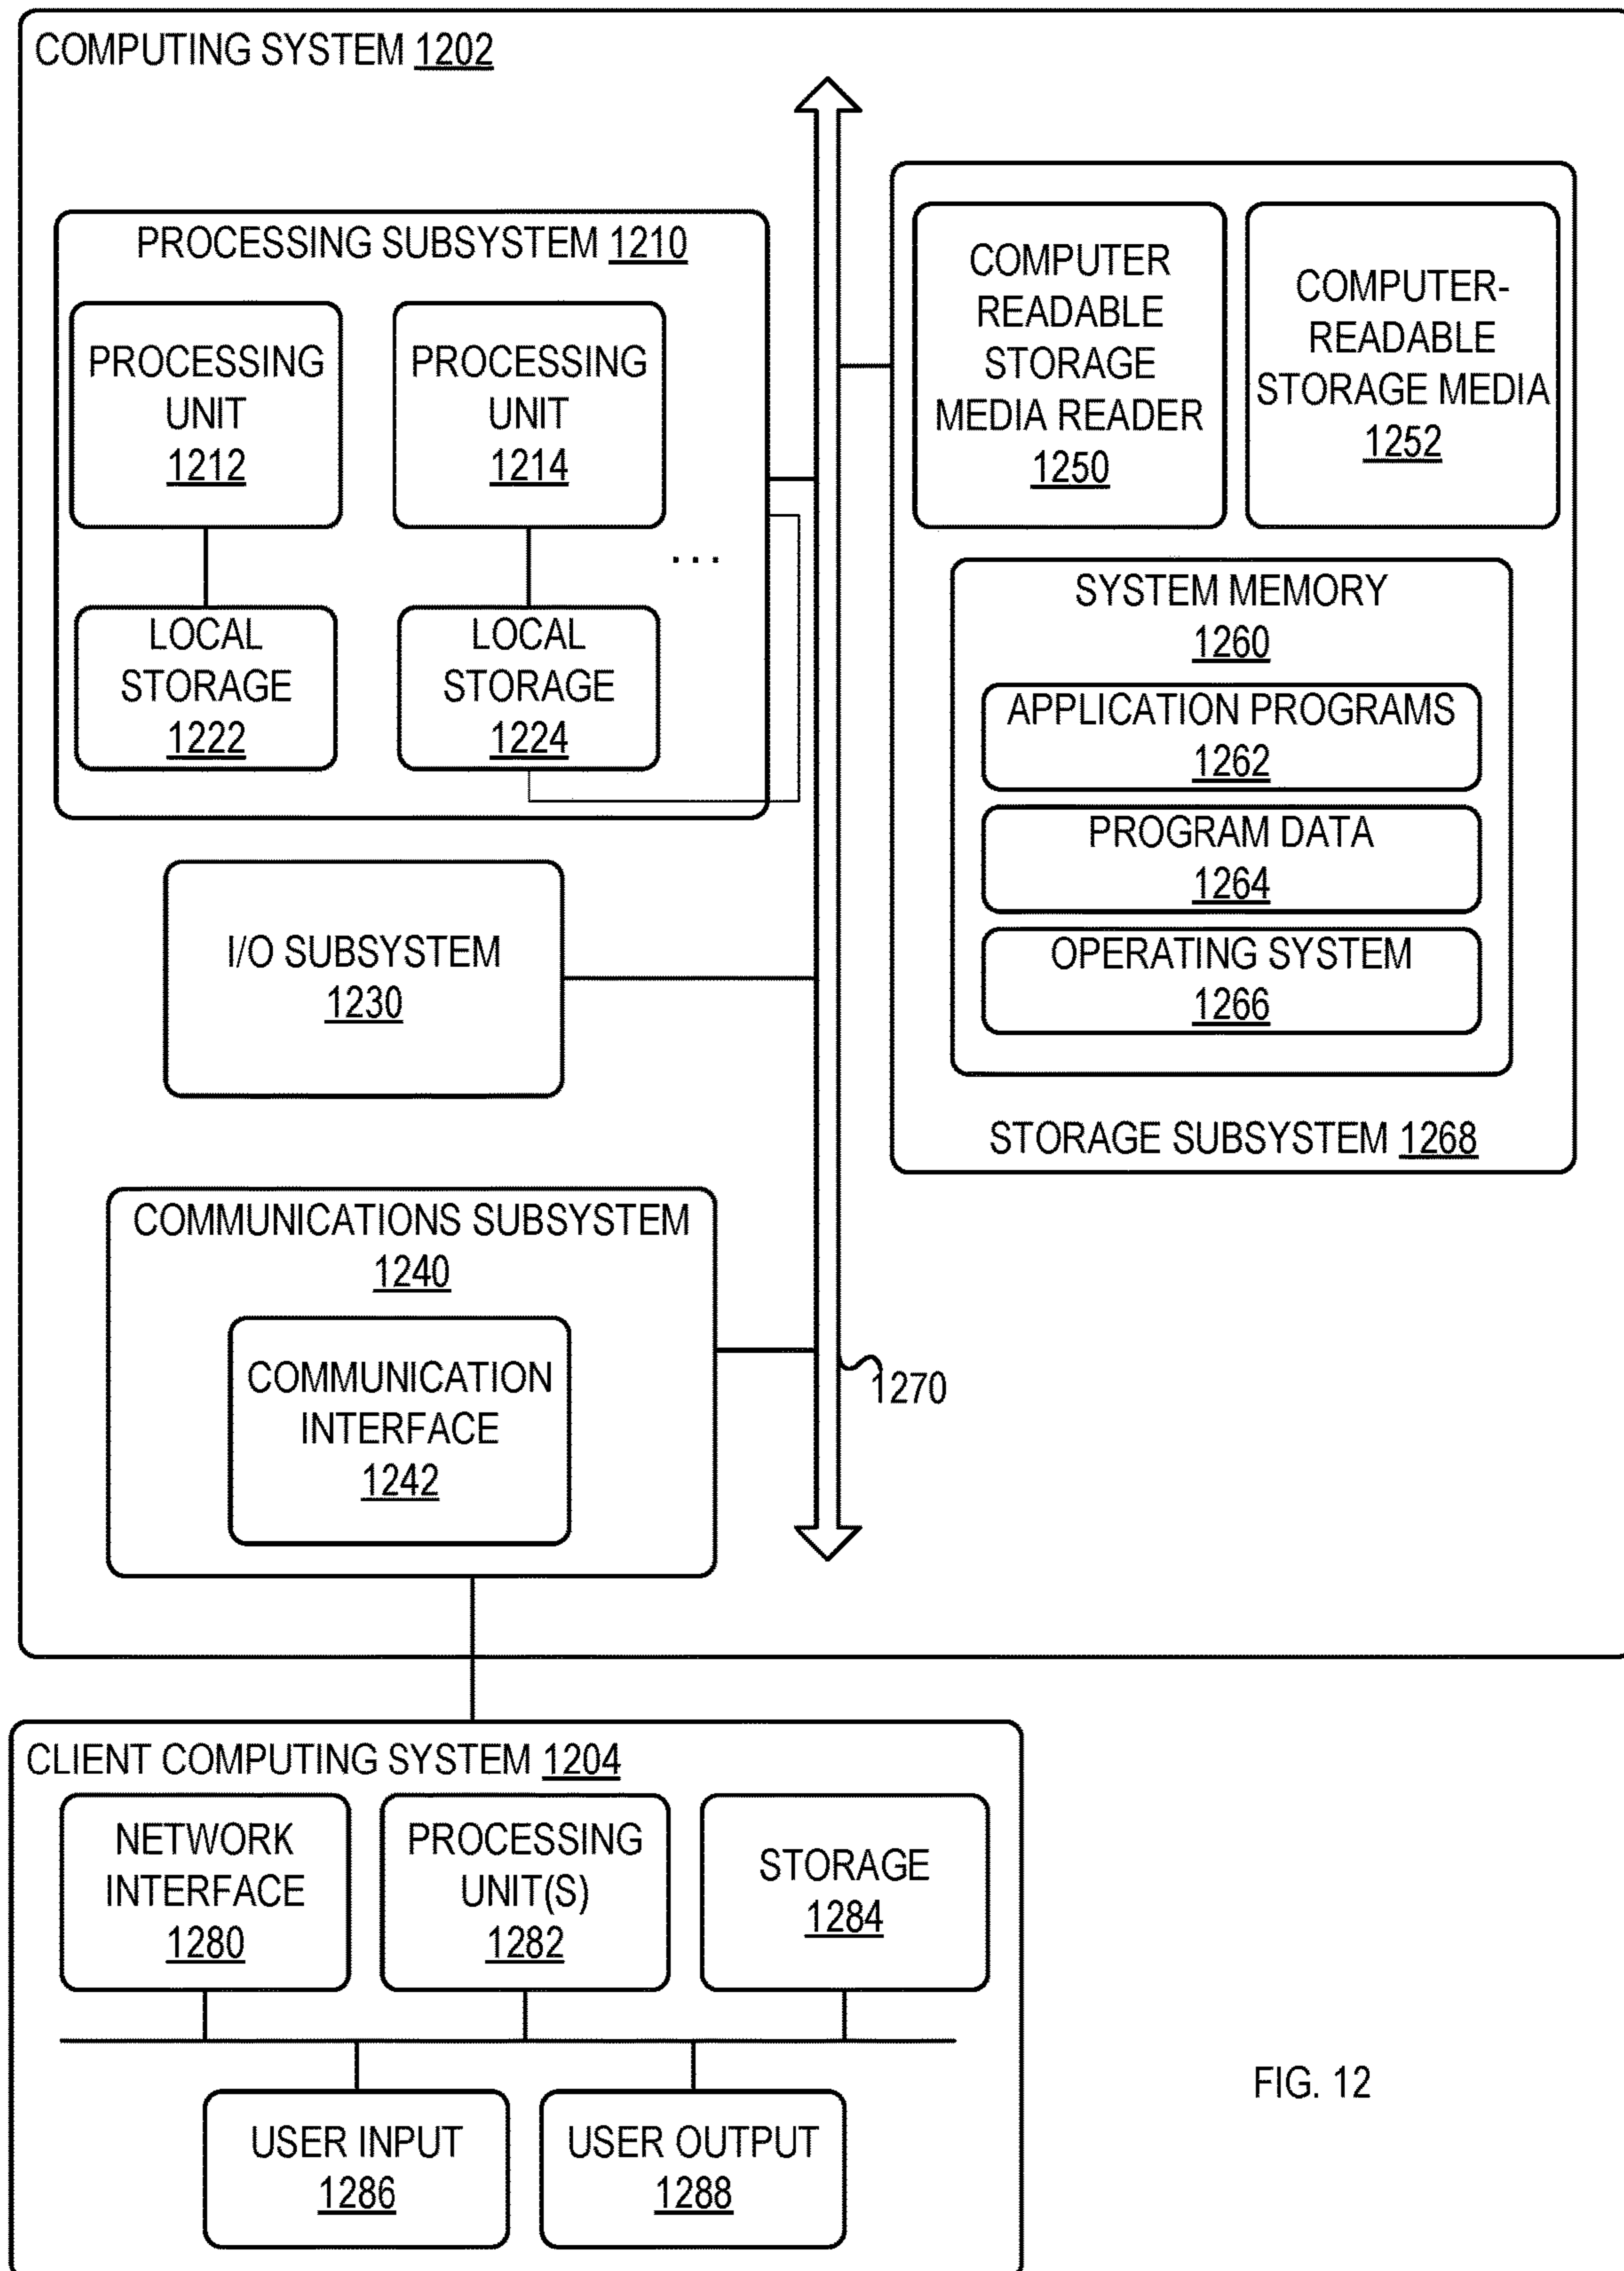 COMPUTING SYSTEM 1202
PROCESSING SUBSYSTEM 1210
PROCESSING
UNIT
1212
PROCESSING
UNIT
1214
...
LOCAL
STORAGE
1222
LOCAL
STORAGE
1224
I/O SUBSYSTEM
1230
COMMUNICATIONS SUBSYSTEM
1240
COMMUNICATION
INTERFACE
1242
1270
COMPUTER
READABLE
STORAGE
MEDIA READER
1250
COMPUTER-
READABLE
STORAGE MEDIA
1252
SYSTEM MEMORY
1260
APPLICATION PROGRAMS
1262
PROGRAM DATA
1264
OPERATING SYSTEM
1266
STORAGE SUBSYSTEM 1268
CLIENT COMPUTING SYSTEM 1204
NETWORK
INTERFACE
1280
PROCESSING
UNIT(S)
1282
STORAGE
1284
USER INPUT
1286
USER OUTPUT
1288
FIG. 12